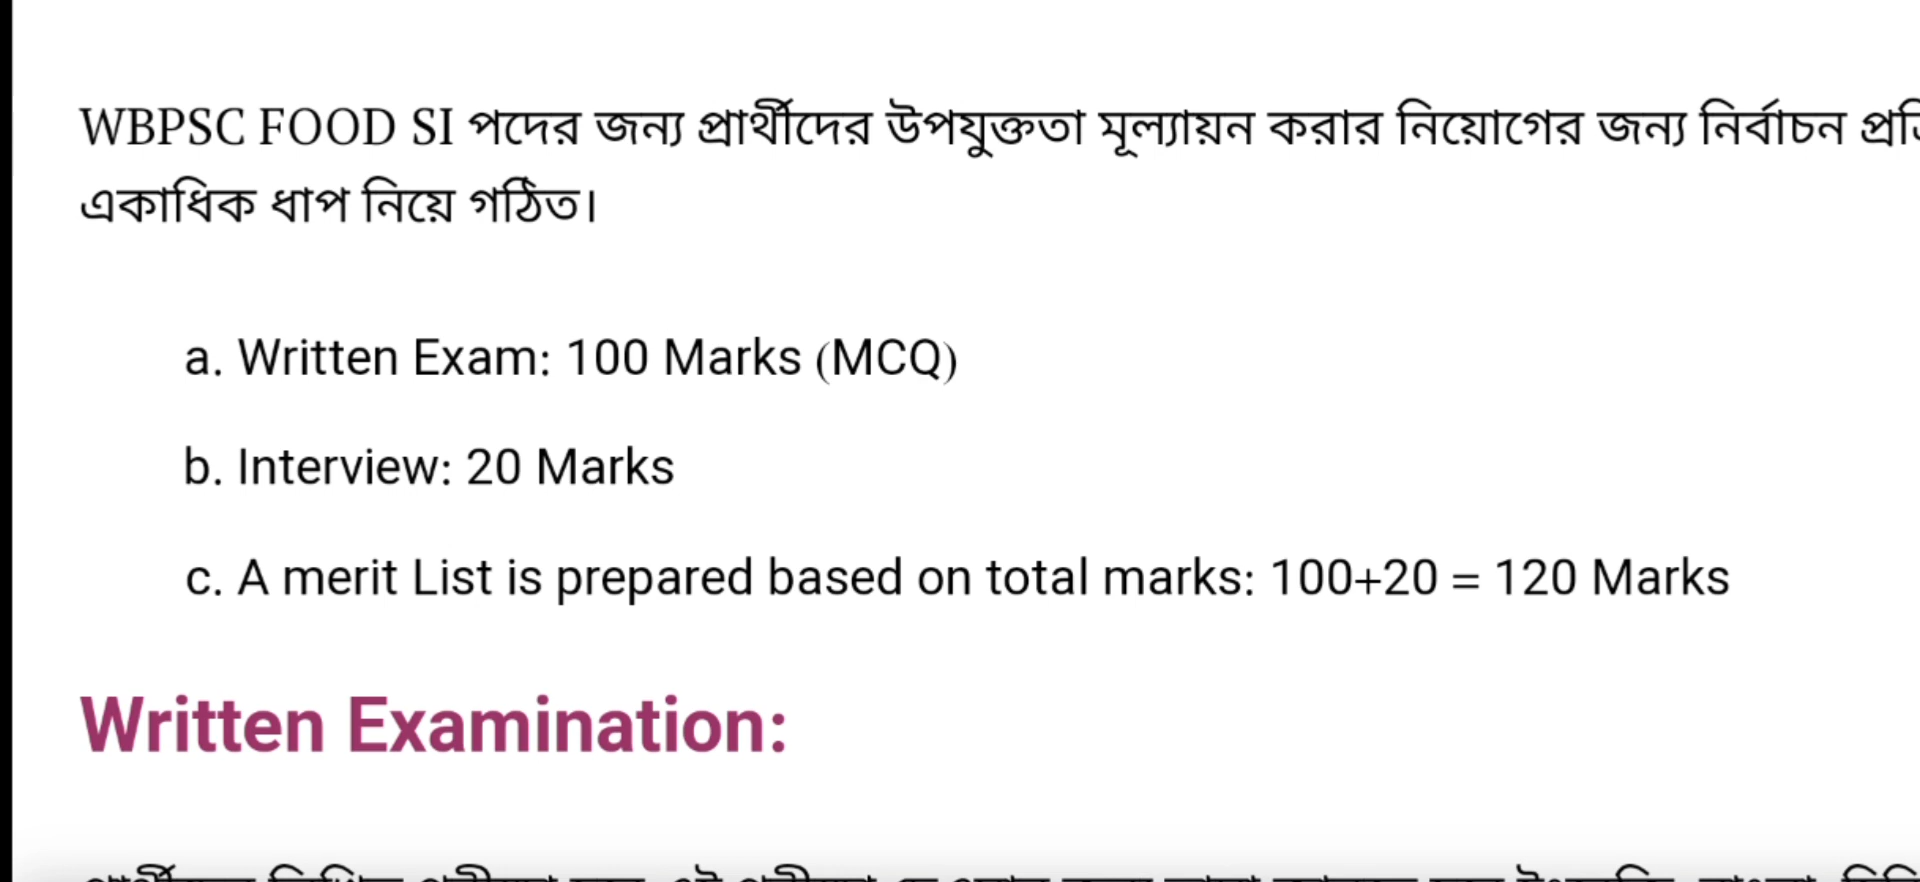 WBPSC FOOD SI পদের জন্য প্রার্থীদের উপযুক্ততা মূল্যায়ন করার নিয়োগের জন্য নির্বাচন
একাধিক ধাপ নিয়ে গঠিত।
a. Written Exam: 100 Marks (MCQ)
b. Interview: 20 Marks
c. A merit List is prepared based on total marks: 100+20 = 120 Marks
Written Examination: